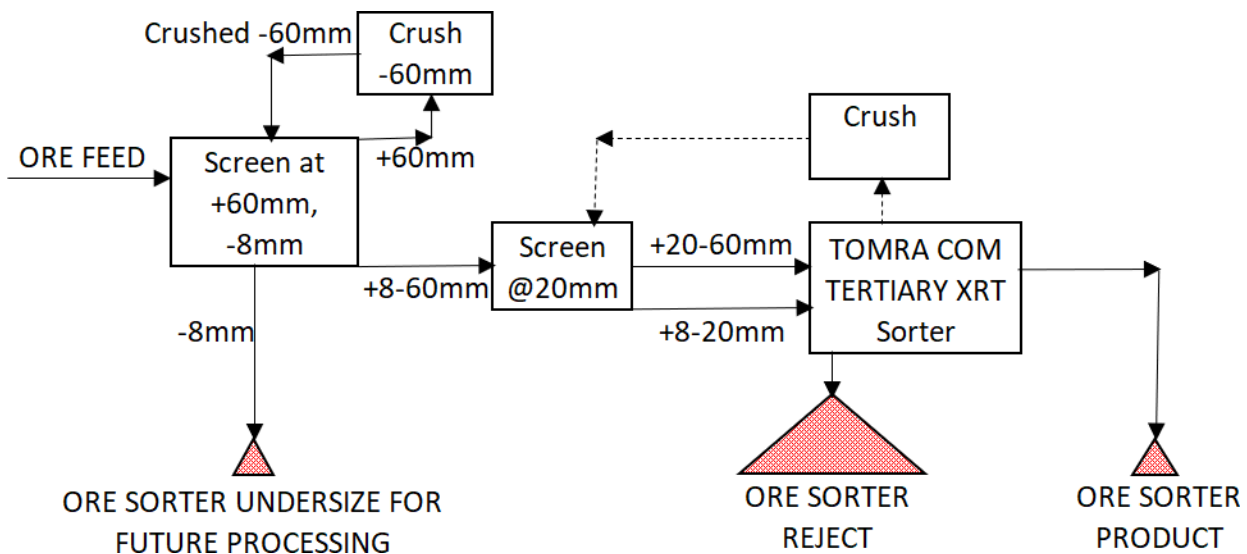 Crushed -60mm
Crush
-60mm
ORE FEED
Screen at
+60mm,
-8mm
+60mm
Crush
+8-60mm
Screen
@20mm
+20-60mm
+8-20mm
TOMRA COM
TERTIARY XRT
Sorter
-8mm
ORE SORTER UNDERSIZE FOR
FUTURE PROCESSING
ORE SORTER
REJECT
ORE SORTER
PRODUCT